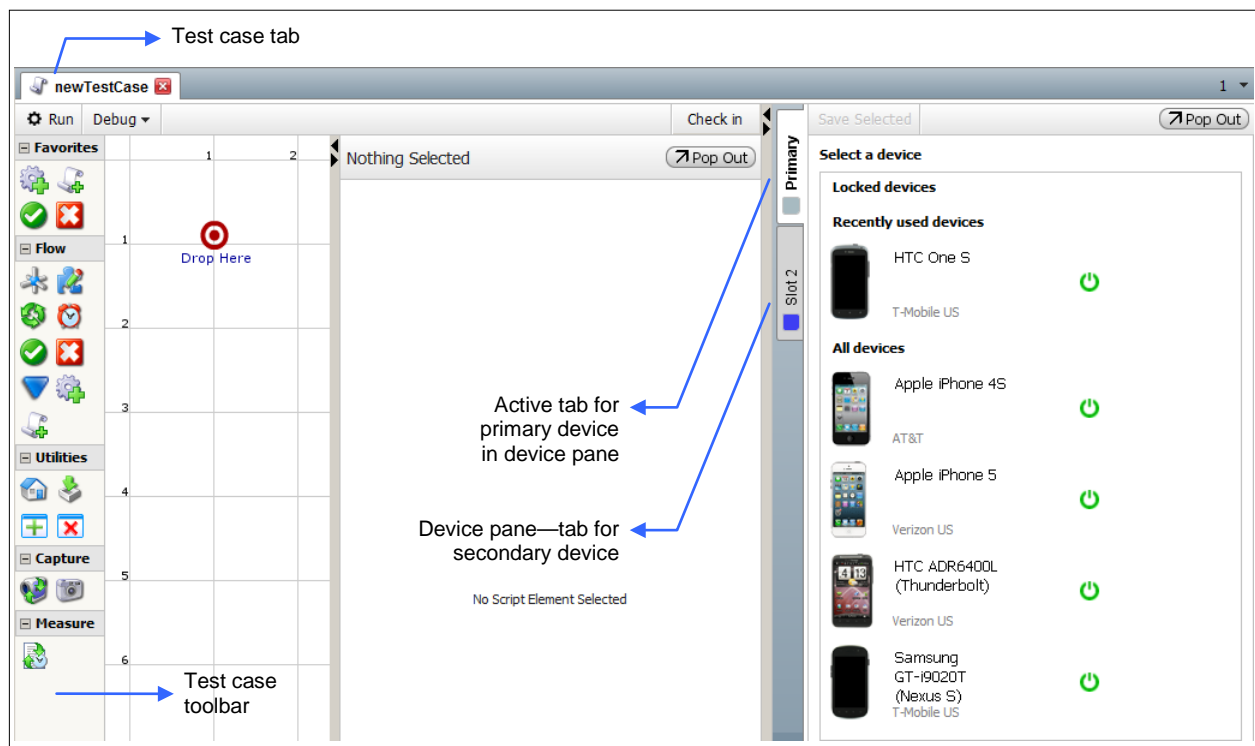 Test case tab
newTestCase
1
Run
Debug
Check in
Save Selected
Pop Out
Favorites
Flow
Utilities
Capture
Measure
1
2
1
2
3
4
5
6
Drop Here
Test case
toolbar
Nothing Selected
Pop Out
No Script Element Selected
Active tab for
primary device
in device pane
Device pane—tab for
secondary device
Primary
Slot 2
Select a device
Locked devices
Recently used devices
HTC One S
T-Mobile US
All devices
Apple iPhone 4S
AT&T
Apple iPhone 5
Verizon US
HTC ADR6400L
(Thunderbolt)
Verizon US
Samsung
GT-i9020T
(Nexus S)
T-Mobile US